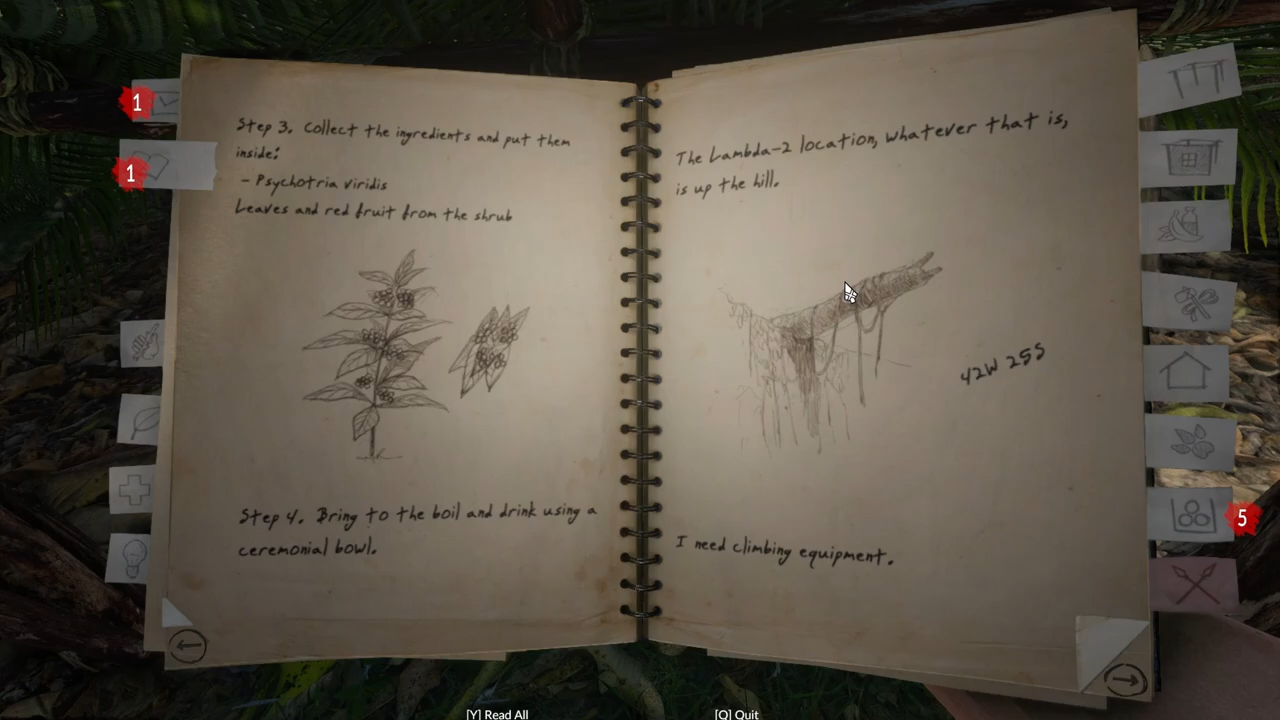 1
1
Step 3. Collect the ingredients and put them
inside:
- Psychotria viridis
Leaves and red fruit from the shrub
Step 4. Bring to the boil and drink using a
ceremonial bowl.
The Lambda-2 location, whatever that is,
is up the hill.
42W 25S
I need climbing equipment.
5
[Y] Read All
[Q] Quit